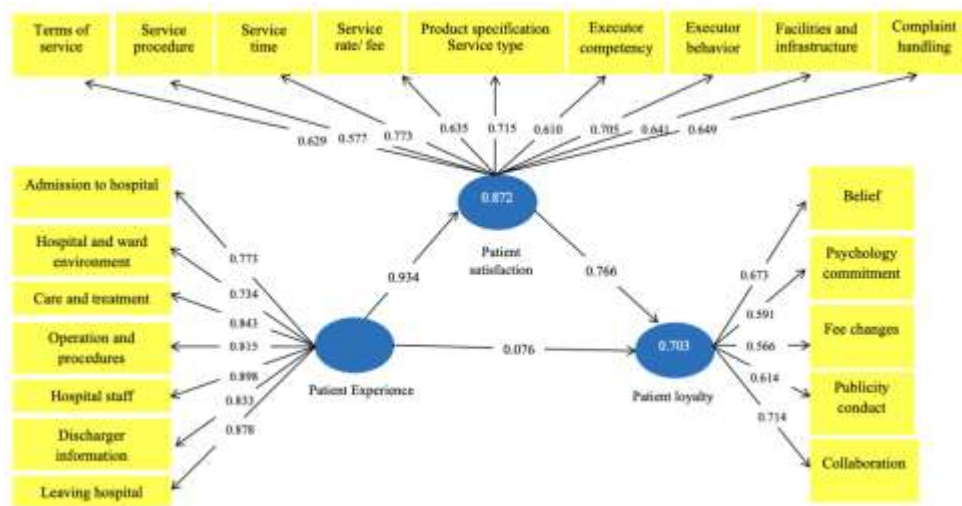 Terms of
service
Service
procedure
Service
time
Service
rate/ fee
Product specification
Service type
Executor
competency
Executor
behavior
Facilities and
infrastructure
Complaint
handling
0.629
0.577
0.773
0.635
0.715
0.610
0.705
0.641
0.649
Admission to hospital
Hospital and ward
environment
Care and treatment
Operation and
procedures
Hospital staff
Discharger
information
Leaving hospital
0.773
0.734
0.843
0.815
0.898
0.833
0.878
0.872
Patient
satisfaction
0.934
0.766
Patient Experience
0.076
0.703
Patient loyalty
0.673
0.591
0.566
0.614
0.714
Belief
Psychology
commitment
Fee changes
Publicity
conduct
Collaboration